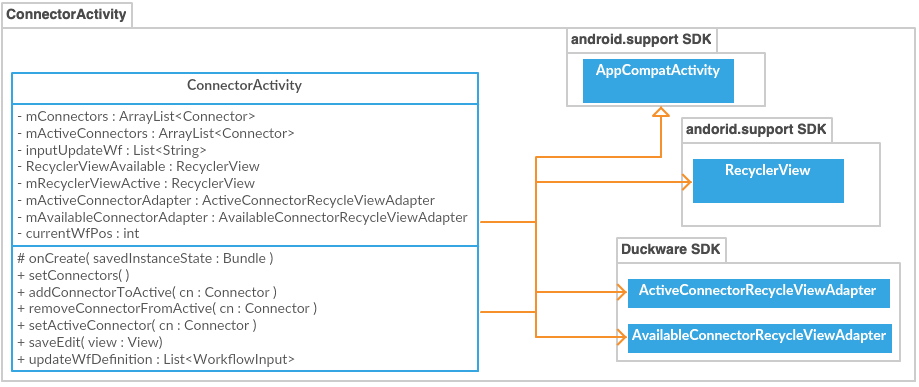 ConnectorActivity
android.support SDK
AppCompatActivity
ConnectorActivity
- mConnectors : ArrayList<Connector>
- mActiveConnectors : ArrayList<Connector>
- inputUpdateWf : List<String>
- RecyclerViewAvailable : RecyclerView
- mRecyclerViewActive : RecyclerView
- mActiveConnectorAdapter : ActiveConnectorRecycleViewAdapter
- mAvailableConnectorAdapter : AvailableConnectorRecycleViewAdapter
- currentWfPos : int
andorid.support SDK
RecyclerView
# onCreate( savedInstanceState : Bundle )
+ setConnectors( )
+ addConnectorToActive( cn : Connector )
+ removeConnectorFromActive( cn : Connector )
+ setActiveConnector( cn : Connector )
+ saveEdit( view : View)
+ updateWfDefinition : List<WorkflowInput>
Duckware SDK
ActiveConnectorRecycleViewAdapter
AvailableConnectorRecycleViewAdapter